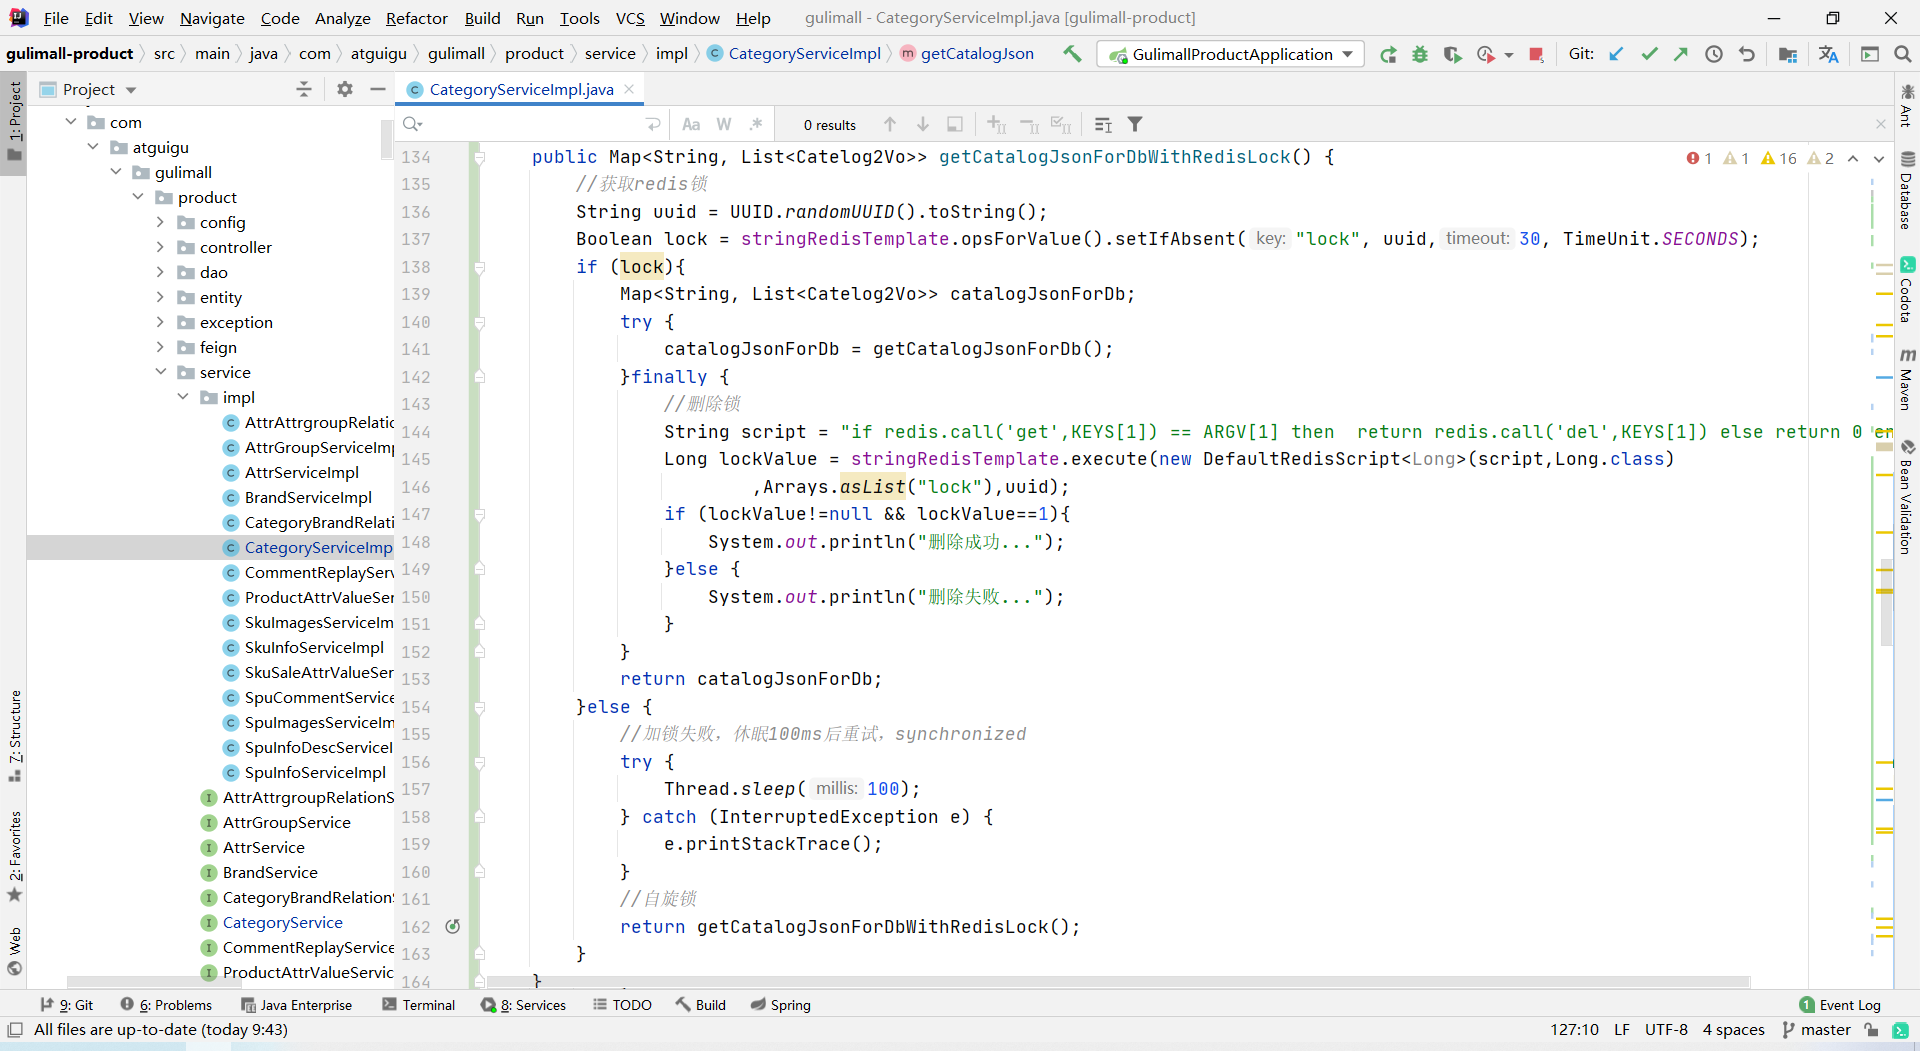 File Edit View Navigate Code Analyze Refactor Build Run Tools VCS Window Help gulimall - CategoryServiceImpl.java [gulimall-product]
gulimall-product src main java com atguigu gulimall product service impl CategoryServiceImpl getCatalogJson GulimallProductApplication Git:
Project CategoryServiceImpl.java
Aa W .* 0 results
1: Project
7: Structure
2: Favorites
Web
com
atguigu
gulimall
product
config
controller
dao
entity
exception
feign
service
impl
AttrAttrgroupRelatio
AttrGroupServiceImp
AttrServiceImpl
BrandServiceImpl
CategoryBrandRelati
CategoryServiceImp
CommentReplayServ
ProductAttrValueSer
SkuImagesServiceIm
SkuInfoServiceImpl
SkuSaleAttrValueSer
SpuCommentService
SpuImagesServiceIm
SpuInfoDescServiceI
SpuInfoServiceImpl
AttrAttrgroupRelationS
AttrGroupService
AttrService
BrandService
CategoryBrandRelationS
CategoryService
CommentReplayService
ProductAttrValueServic
134 public Map<String, List<Catelog2Vo>> getCatalogJsonForDbWithRedisLock() { 1 1 16 2
135 //获取redis锁
136 String uuid = UUID.randomUUID().toString();
137 Boolean lock = stringRedisTemplate.opsForValue().setIfAbsent( key: "lock", uuid, timeout: 30, TimeUnit.SECONDS);
138 if (lock){
139 Map<String, List<Catelog2Vo>> catalogJsonForDb;
140 try {
141 catalogJsonForDb = getCatalogJsonForDb();
142 }finally {
143 //删除锁
144 String script = "if redis.call('get',KEYS[1]) == ARGV[1] then  return redis.call('del',KEYS[1]) else return 0 en
145 Long lockValue = stringRedisTemplate.execute(new DefaultRedisScript<Long>(script,Long.class)
146 ,Arrays.asList("lock"),uuid);
147 if (lockValue!=null && lockValue==1){
148 System.out.println("删除成功...");
149 }else {
150 System.out.println("删除失败...");
151 }
152 }
153 return catalogJsonForDb;
154 }else {
155 //加锁失败，休眠100ms后重试，synchronized
156 try {
157 Thread.sleep( millis: 100);
158 } catch (InterruptedException e) {
159 e.printStackTrace();
160 }
161 //自旋锁
162 return getCatalogJsonForDbWithRedisLock();
163 }
164 }
Ant
Database
Codota
Maven
Bean Validation
9: Git 6: Problems Java Enterprise Terminal 8: Services TODO Build Spring 1 Event Log
All files are up-to-date (today 9:43) 127:10 LF UTF-8 4 spaces master